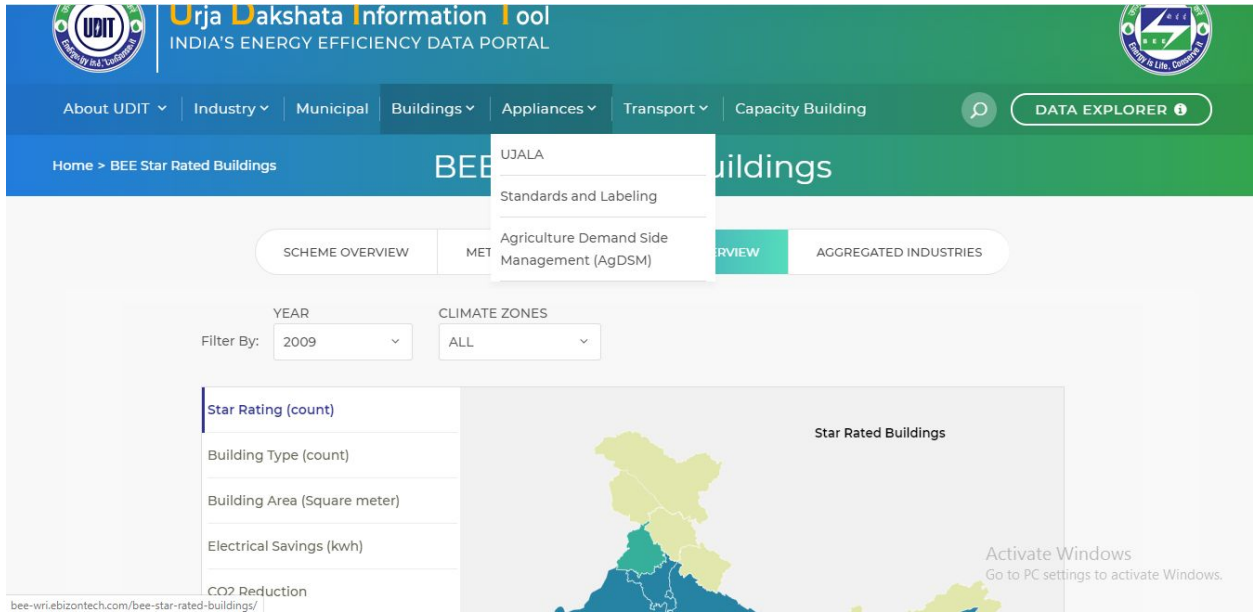 UDIT
Urja Dakshata Information Tool
INDIA'S ENERGY EFFICIENCY DATA PORTAL
About UDIT
Industry
Municipal
Buildings
Appliances
Transport
Capacity Building
DATA EXPLORER
Home > BEE Star Rated Buildings
BEE
uildings
UJALA
Standards and Labeling
Agriculture Demand Side
Management (AgDSM)
SCHEME OVERVIEW
MET
RVIEW
AGGREGATED INDUSTRIES
YEAR
CLIMATE ZONES
Filter By:
2009
ALL
Star Rating (count)
Building Type (count)
Building Area (Square meter)
Electrical Savings (kwh)
CO2 Reduction
Star Rated Buildings
Activate Windows
Go to PC settings to activate Windows.
bee-wri.ebizontech.com/bee-star-rated-buildings/